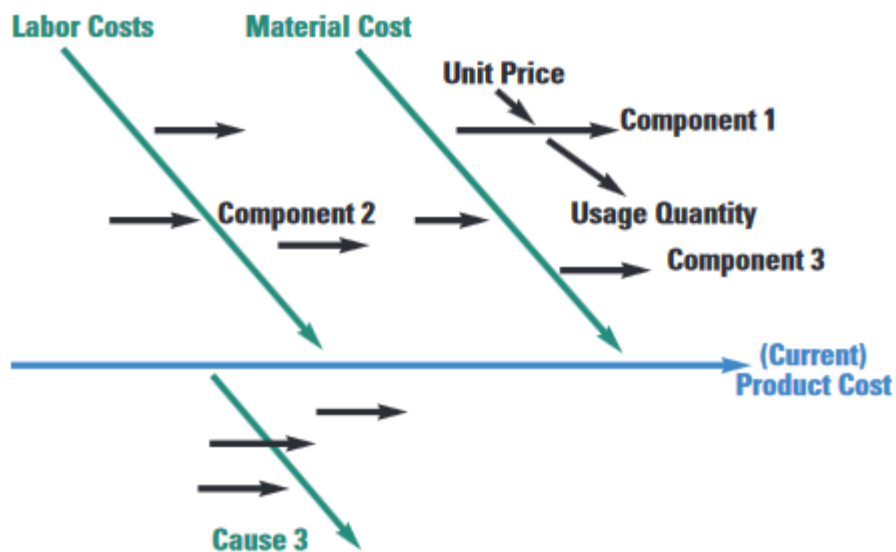 Labor Costs
Material Cost
Unit Price
Component 1
Component 2
Usage Quantity
Component 3
(Current)
Product Cost
Cause 3